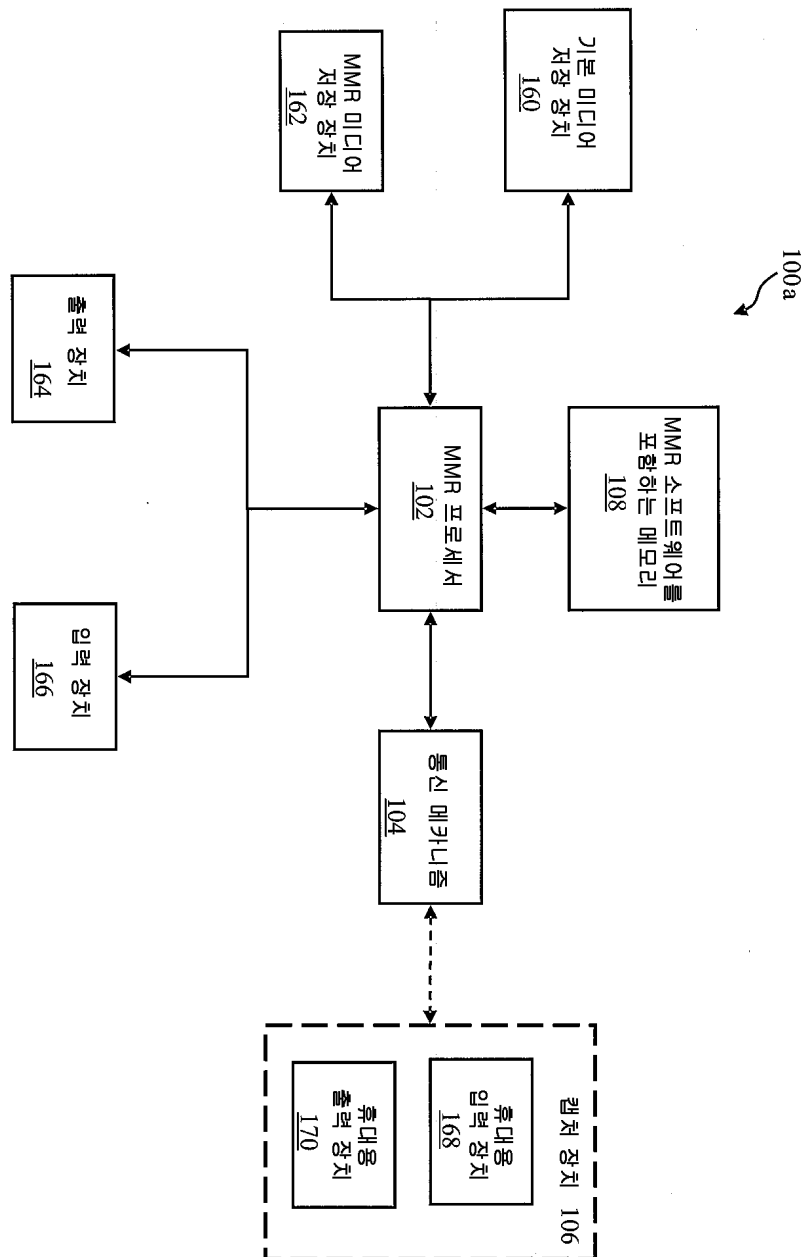 100a
기본 미디어
저장 장치
160
MMR 미디어
저장 장치
162
MMR 소프트웨어를
포함하는 메모리
108
MMR 프로세서
102
통신 메카니즘
104
캡처 장치 106
휴대용
입력 장치
168
휴대용
출력 장치
170
출력 장치
164
입력 장치
166